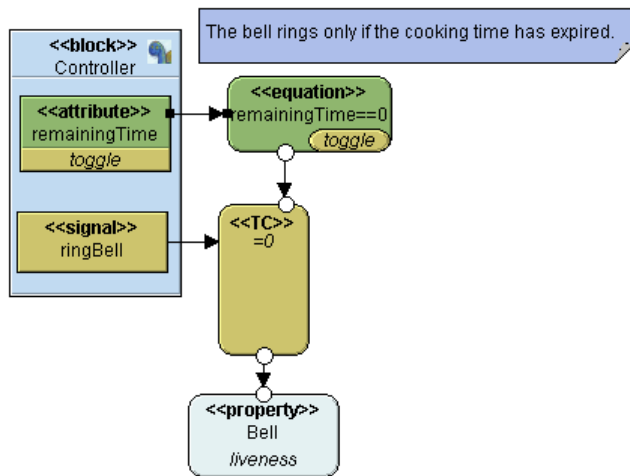 The bell rings only if the cooking time has expired.
<<block>>
Controller
<<attribute>>
remainingTime
toggle
<<signal>>
ringBell
<<equation>>
remainingTime==0
toggle
<<TC>>
=0
<<property>>
Bell
liveness